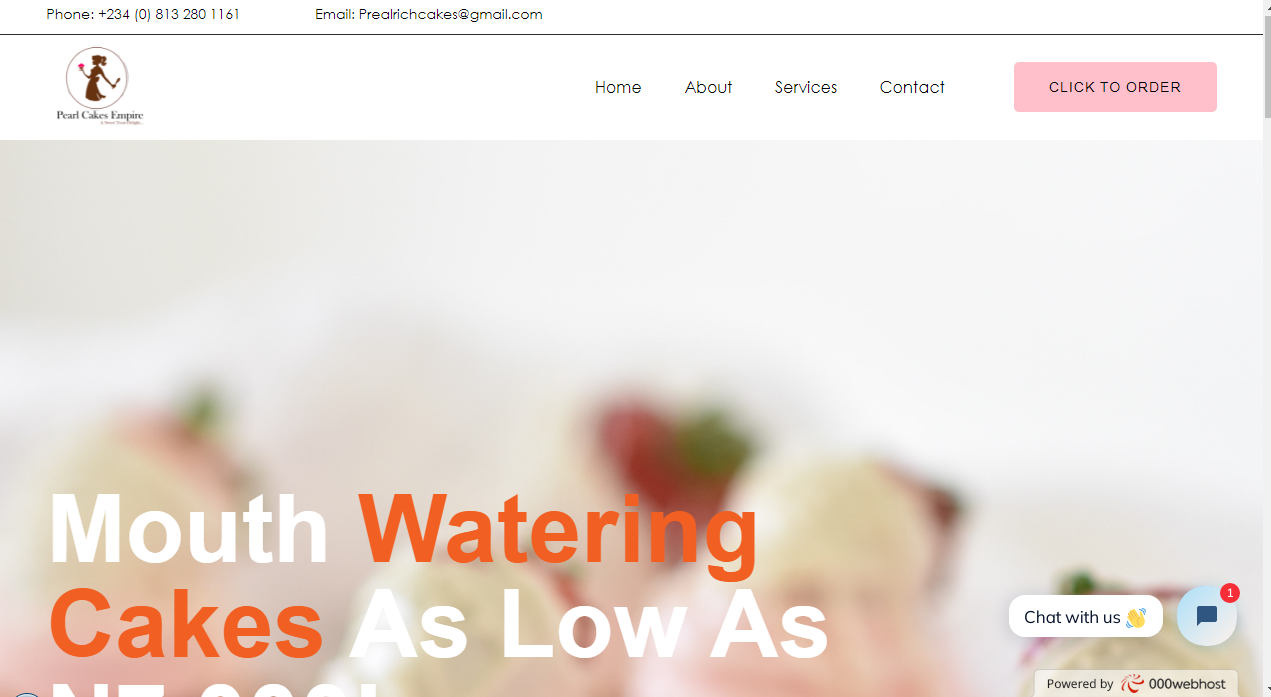 Phone: +234 (0) 813 280 1161
Email: Prealrichcakes@gmail.com
Pearl Cakes Empire
Home
About
Services
Contact
CLICK TO ORDER
Mouth Watering
Cakes As Low As
1
Chat with us 👋
Powered by 000webhost